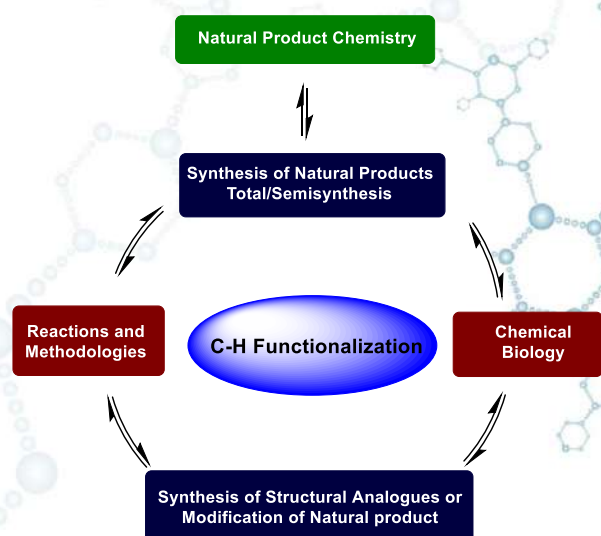 Natural Product Chemistry
Synthesis of Natural Products
Total/Semisynthesis
Reactions and
Methodologies
C-H Functionalization
Chemical
Biology
Synthesis of Structural Analogues or
Modification of Natural product